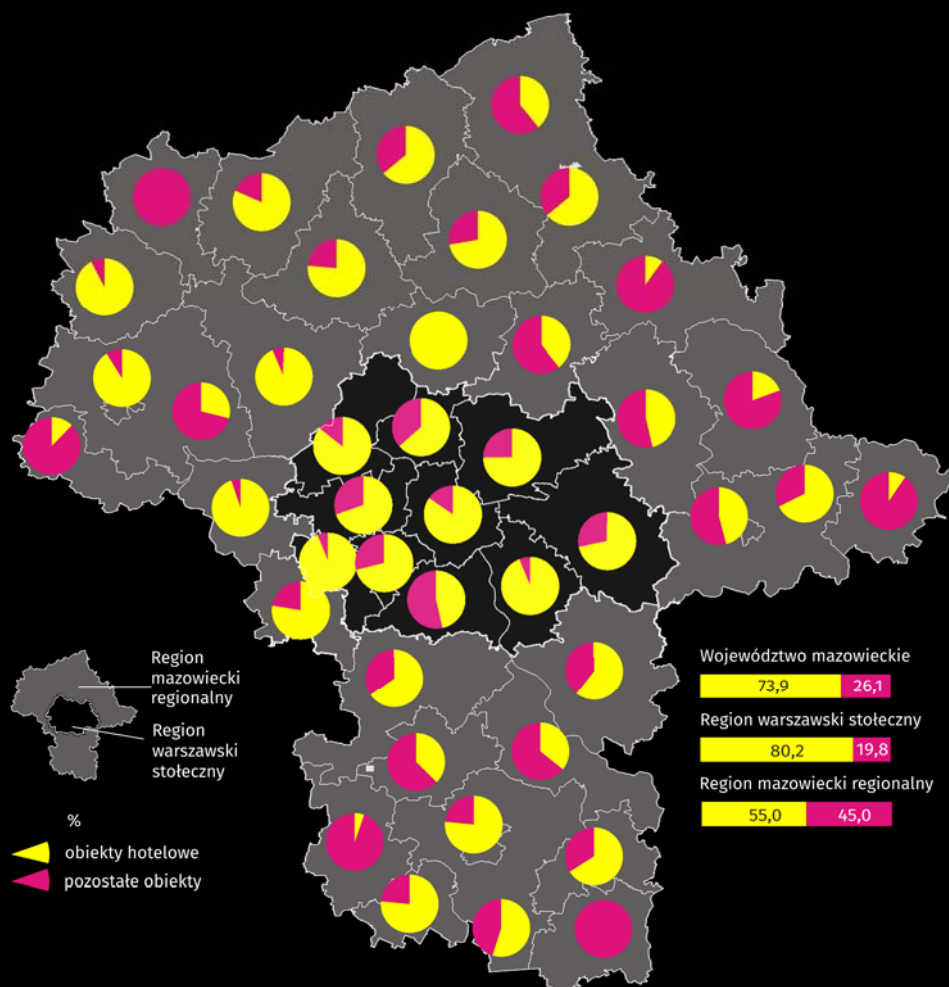 Region
mazowiecki
regionalny
Region
warszawski
stołeczny
%
obiekty hotelowe
pozostałe obiekty
Województwo mazowieckie
73,9 26,1
Region warszawski stołeczny
80,2 19,8
Region mazowiecki regionalny
55,0 45,0